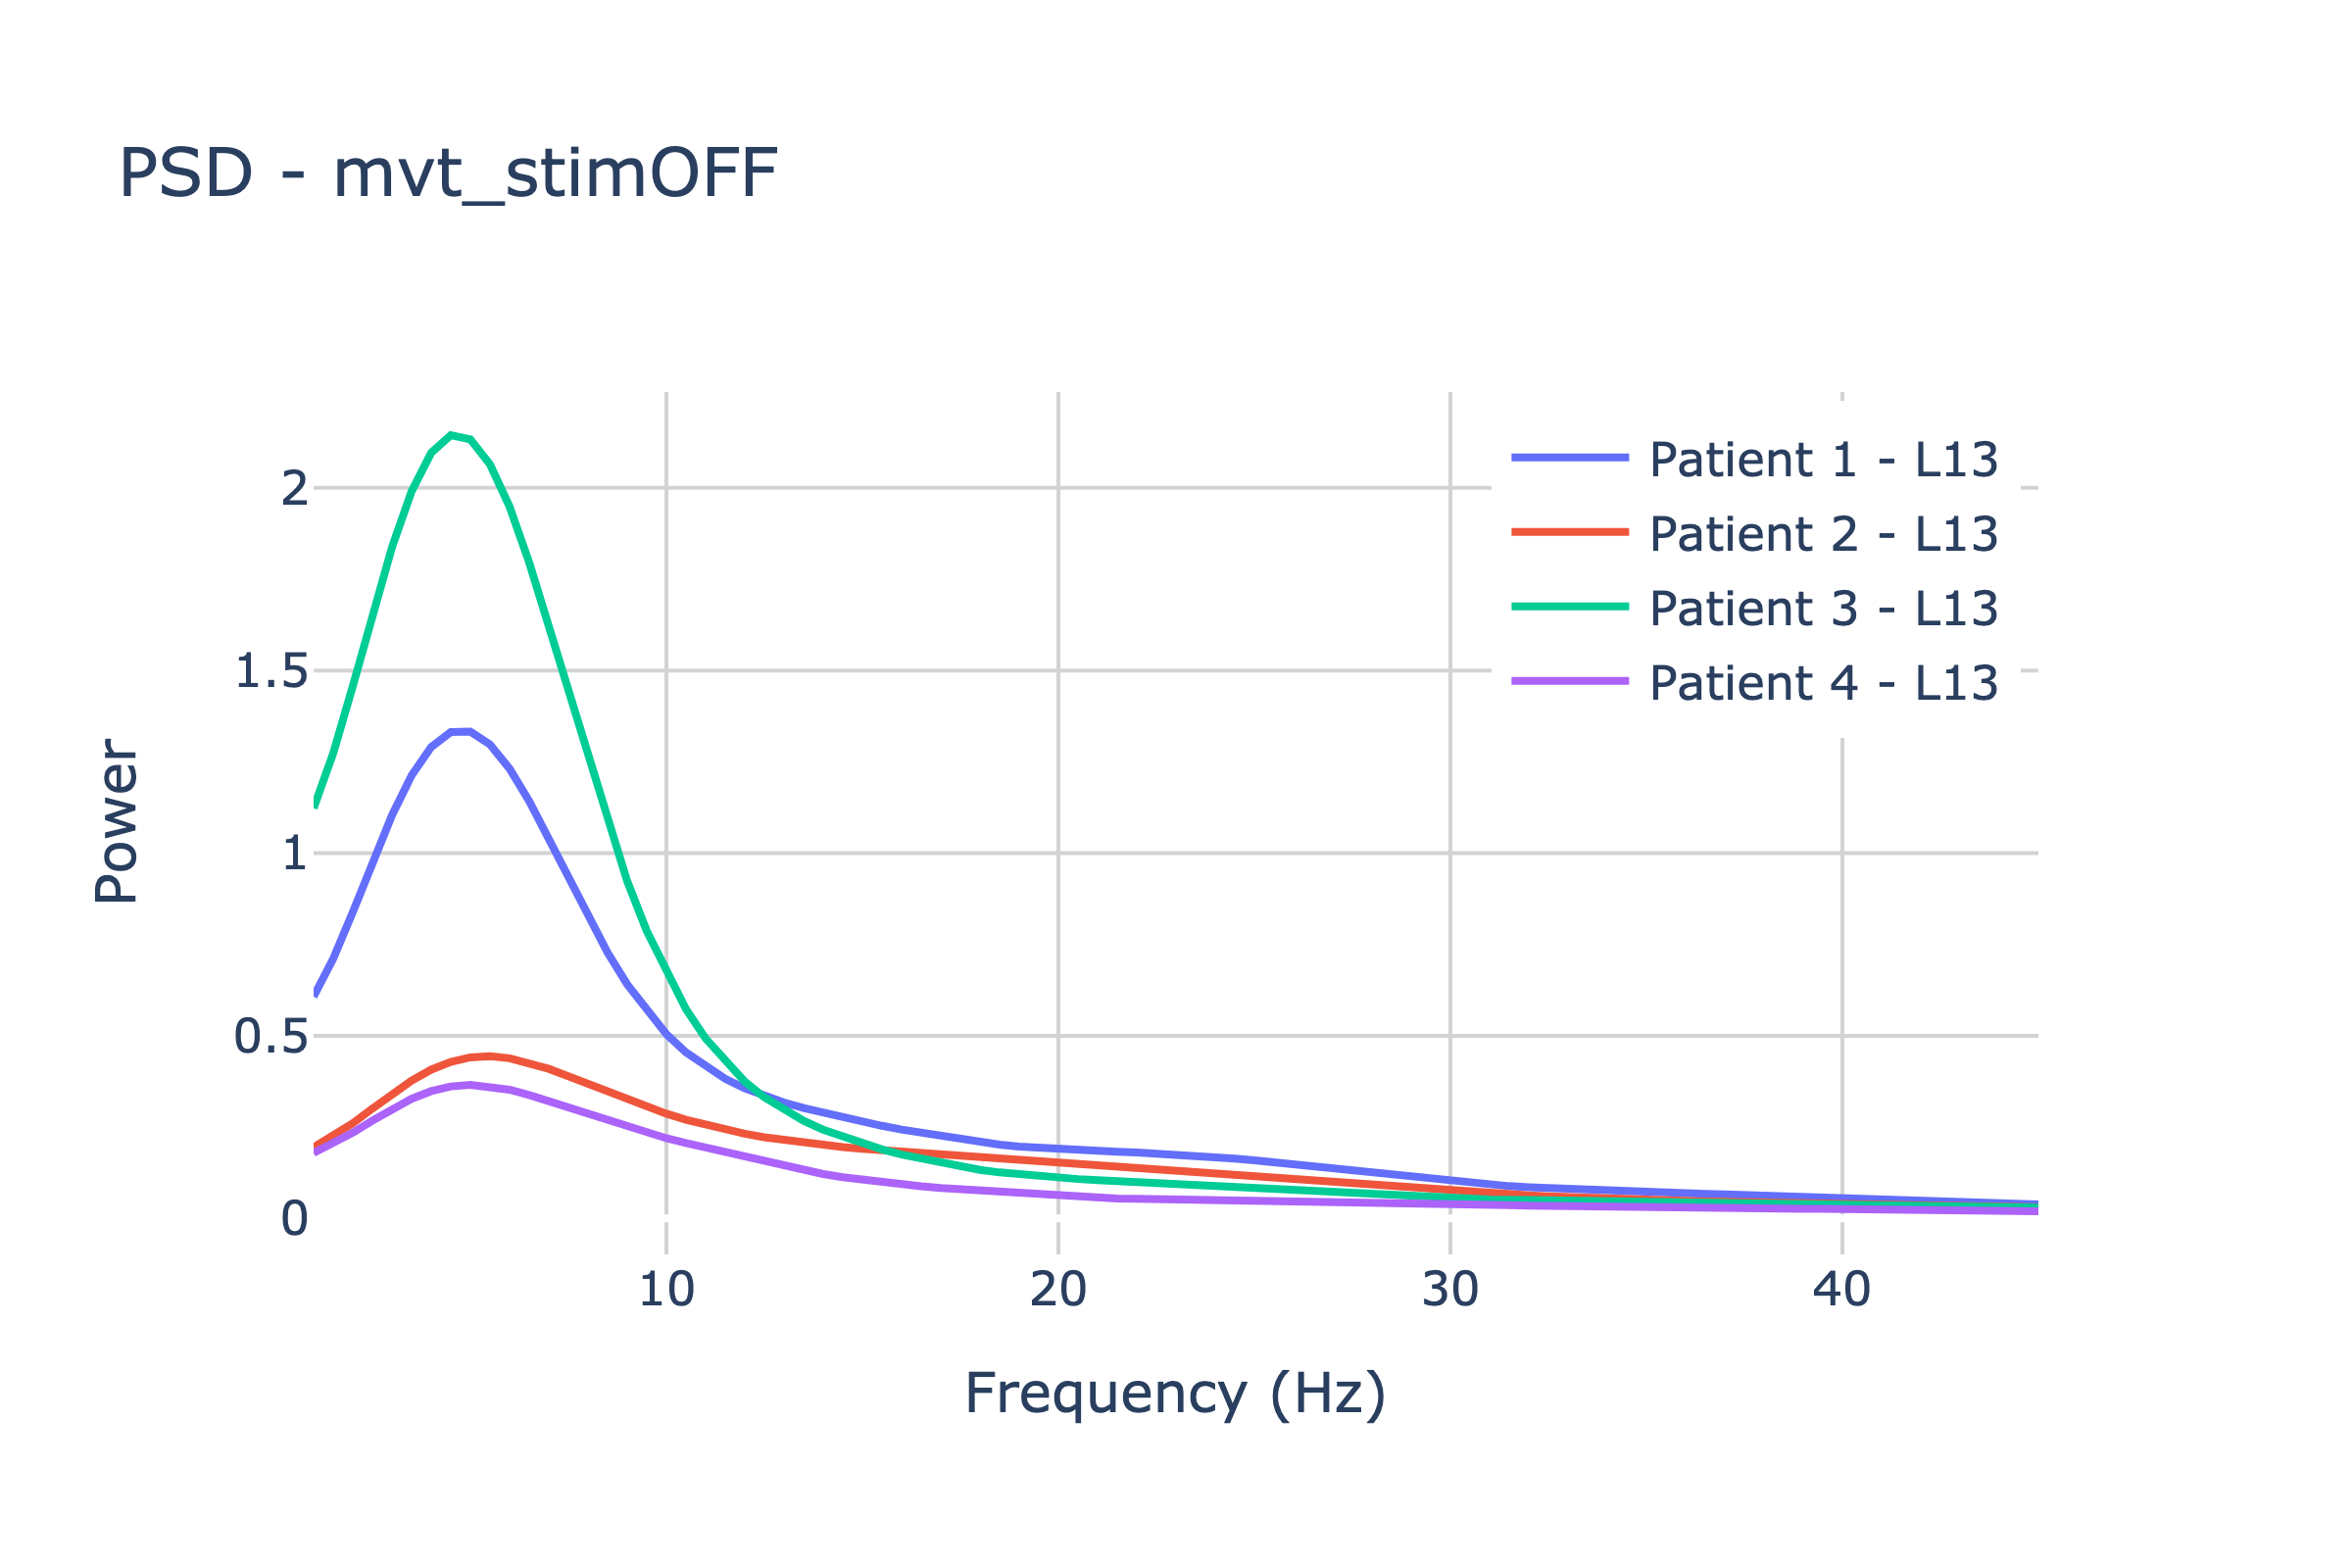 PSD - mvt_stimOFF
Patient 1 - L13
Patient 2 - L13
Patient 3 - L13
Patient 4 - L13
2
1.5
1
0.5
0
Power
10
20
30
40
Frequency (Hz)